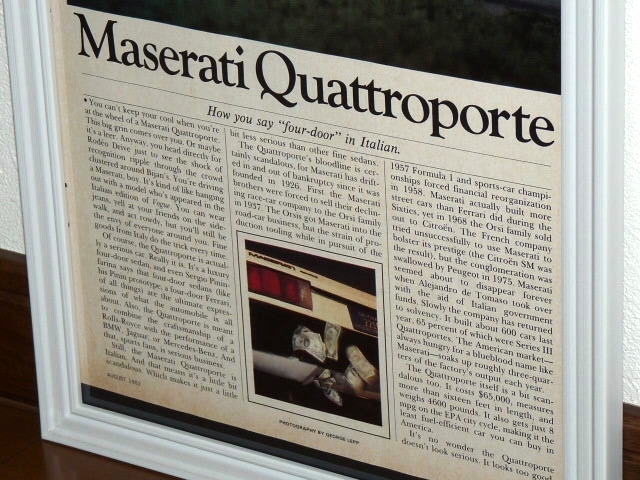 Maserati Quattroporte
How you say "four-door" in Italian.
• You can't keep your cool when you're
at the wheel of a Maserati Quattroporte.
This big grin comes over you. Or maybe
it's a leer. Anyway, you head directly for
Rodeo Drive just to see the shock of
recognition ripple through the crowd
clustered around Bijan's. You're driving
a Maserati, boy. It's kind of like hanging
out with a model who's appeared in the
Italian edition of Vogue. You can wear
jeans, yell at your friends on the side-
walk, and act rowdy, but you'll still be
the envy of everyone around you. Fine
goods from Italy do the trick every time.
Of course, the Quattroporte is actual-
ly a serious car. Really it is. It's a luxury
four-door sedan, and even Sergio Pinin-
farina says that four-door sedans (like
his Pinin prototype, a four-door Ferrari,
of all things) are the ultimate expres-
sions of what the automobile is all
about. Also, the Quattroporte is meant
to combine the craftsmanship of a
Rolls-Royce with the performance of a
BMW, Jaguar, or Mercedes-Benz. And
that, sports fans, is serious business.
Still, the Maserati Quattroporte is
Italian. And that means it's a little bit
scandalous. Which makes it just a little
AUGUST 1982
bit less serious than other fine sedans.
The Quattroporte's bloodline is cer-
tainly scandalous, for Maserati has drift-
ed in and out of bankruptcy since it was
founded in 1926. First the Maserati
brothers were forced to sell their declin-
ing race-car company to the Orsi family
in 1937. The Orsis got Maserati into the
road-car business, but the strain of pro-
duction tooling while in pursuit of the
MASERATI
PHOTOGRAPHY BY GEORGE LEPP
1957 Formula 1 and sports-car champi-
onships forced financial reorganization
in 1958. Maserati actually built more
street cars than Ferrari did during the
Sixties, yet in 1968 the Orsi family sold
out to Citroën. The French company
tried unsuccessfully to use Maserati to
bolster its prestige (the Citroën SM was
the result), but the conglomeration was
swallowed by Peugeot in 1975. Maserati
seemed about to disappear forever
when Alejandro de Tomaso took over
with the aid of Italian government
funds. Slowly the company has returned
to solvency. It built about 600 cars last
year, 65 percent of which were Series III
Quattroportes. The American market—
always hungry for a blueblood name like
Maserati—soaks up roughly three-quar-
ters of the factory's output each year.
The Quattroporte itself is a bit scan-
dalous too. It costs $65,000, measures
more than sixteen feet in length, and
weighs 4600 pounds. It also gets just 8
mpg on the EPA city cycle, making it the
least fuel-efficient car you can buy in
America.
It's no wonder the Quattroporte
doesn't look serious. It looks too good